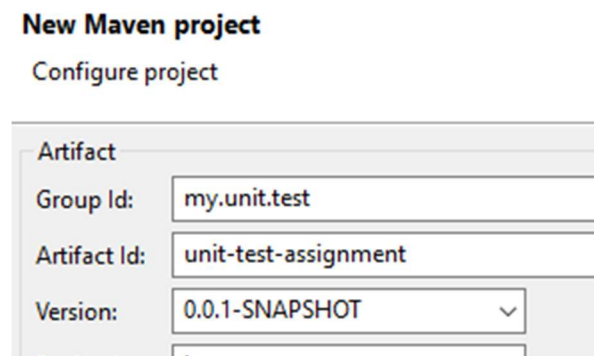 New Maven project
Configure project
Artifact
Group Id: my.unit.test
Artifact Id: unit-test-assignment
Version: 0.0.1-SNAPSHOT